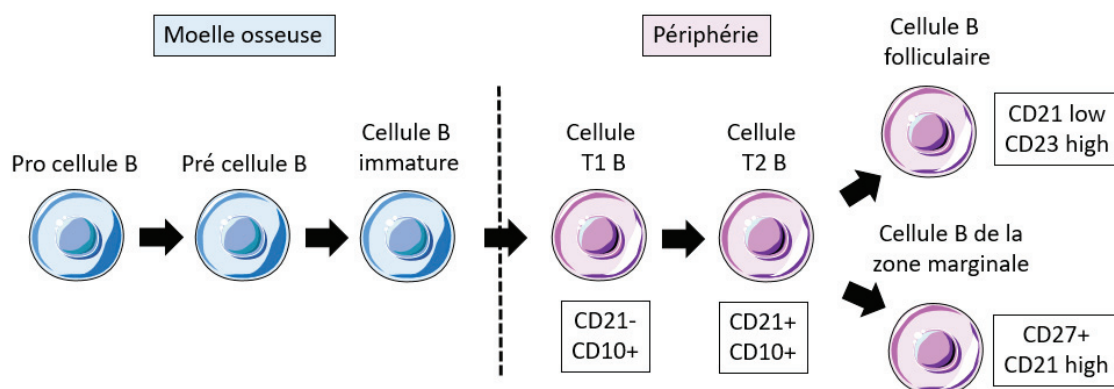 Moelle osseuse
Périphérie
Cellule B
folliculaire
CD21 low
CD23 high
Pro cellule B
Pré cellule B
Cellule B
immature
Cellule
T1 B
Cellule
T2 B
CD21-
CD10+
CD21+
CD10+
Cellule B de la
zone marginale
CD27+
CD21 high